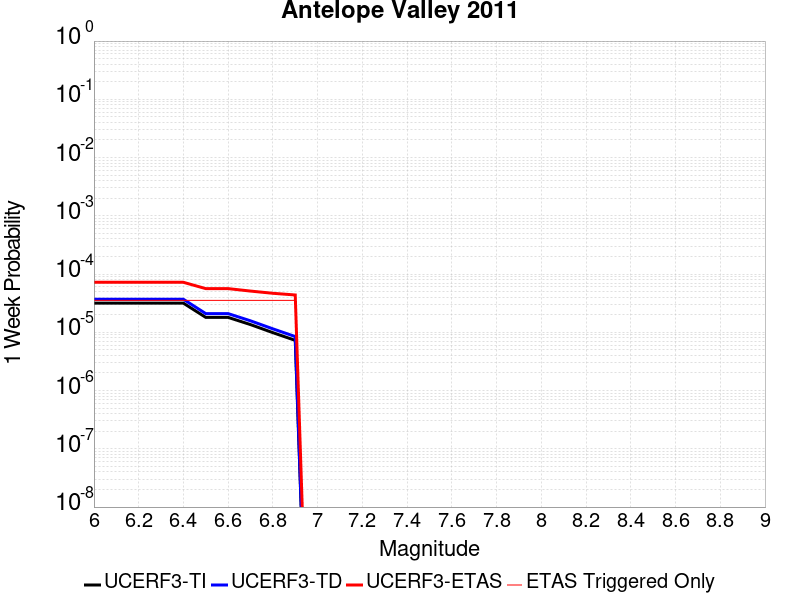 Antelope Valley 2011
10^0
10^-1
10^-2
10^-3
10^-4
10^-5
10^-6
10^-7
10^-8
1 Week Probability
6 6.2 6.4 6.6 6.8 7 7.2 7.4 7.6 7.8 8 8.2 8.4 8.6 8.8 9
Magnitude
UCERF3-TI UCERF3-TD UCERF3-ETAS ETAS Triggered Only